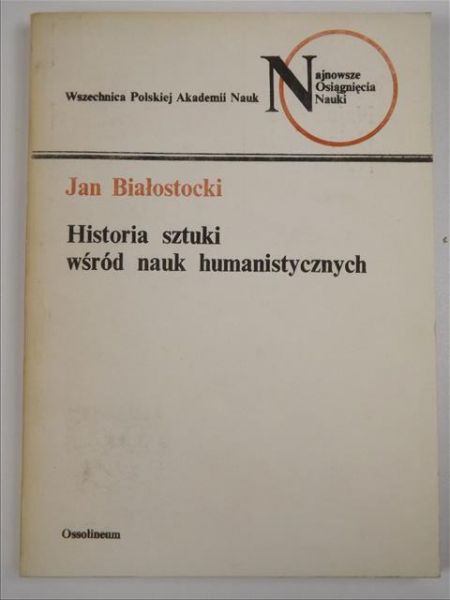 Wszechnica Polskiej Akademii Nauk
Najnowsze
Osiągnięcia
Nauki
Jan Białostocki
Historia sztuki
wśród nauk humanistycznych
Ossolineum